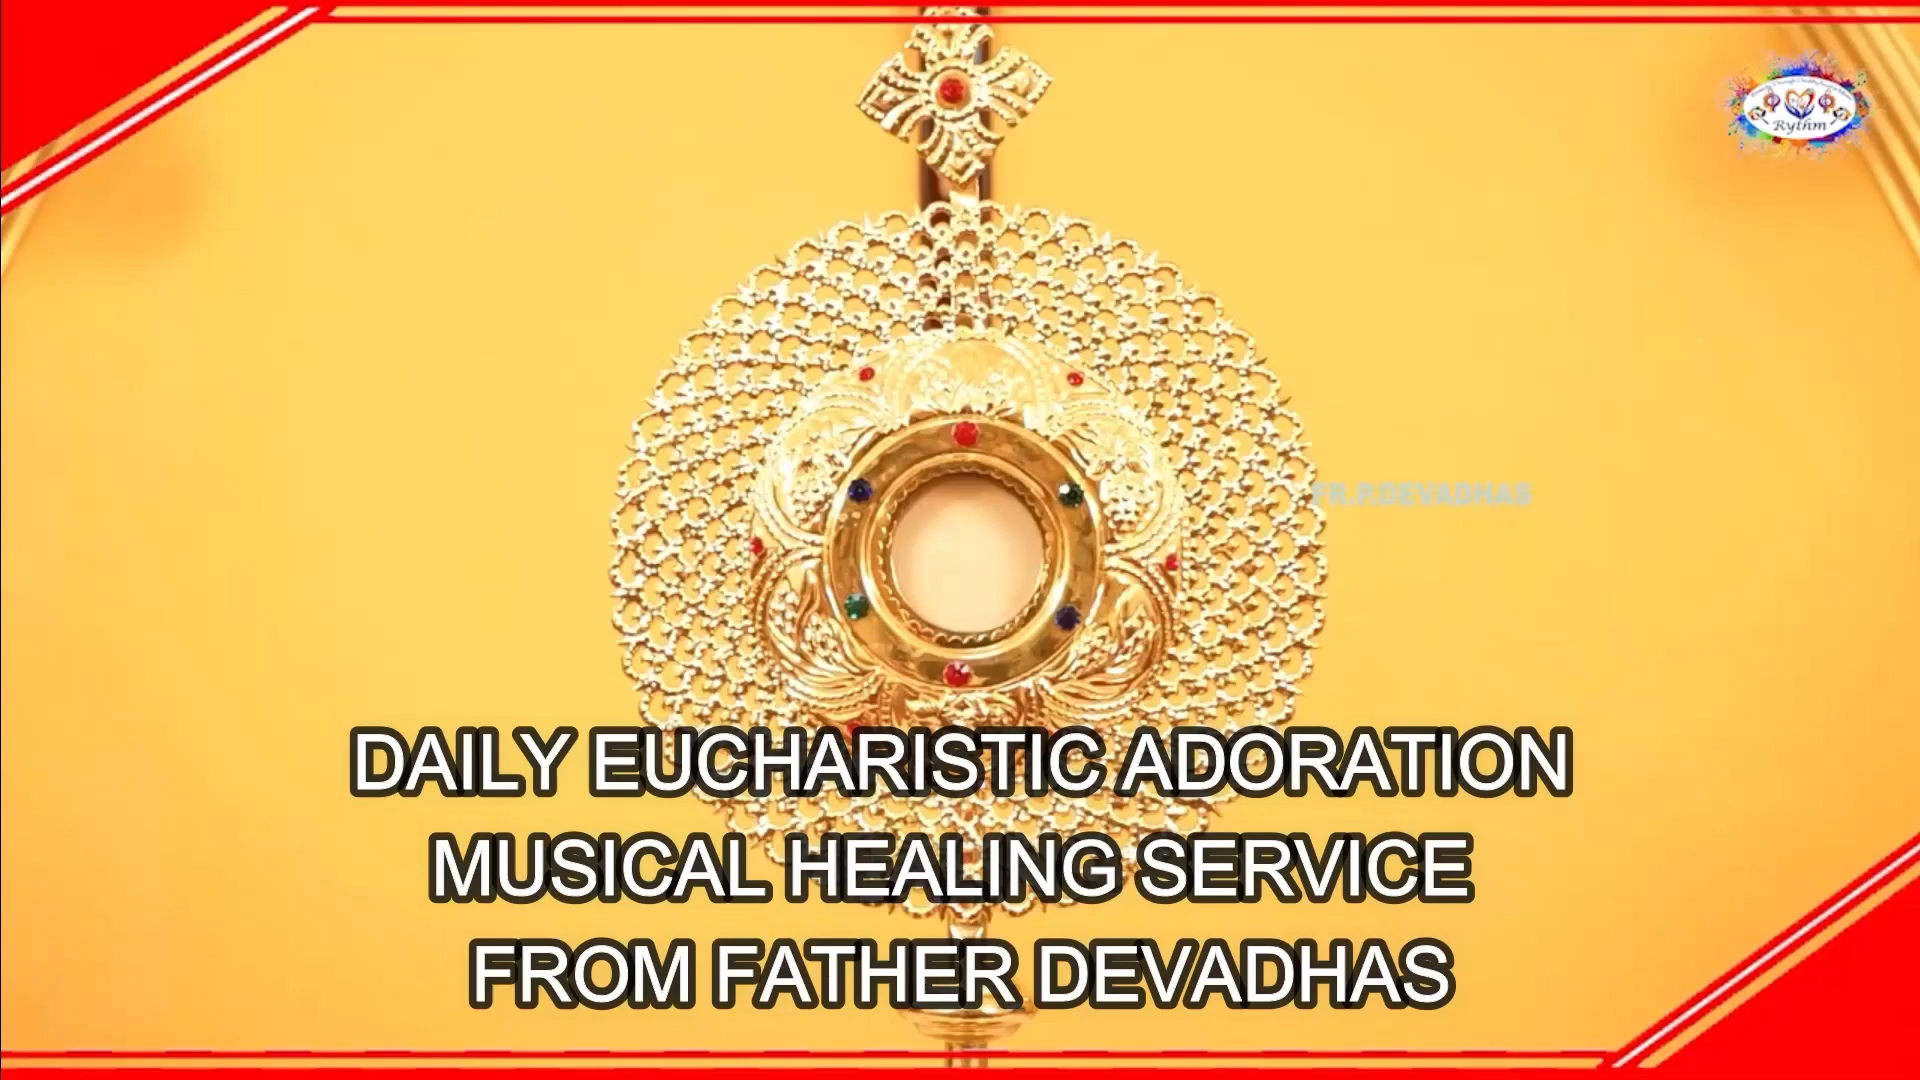 Rythm
FR.P.DEVADHAS
DAILY EUCHARISTIC ADORATION
MUSICAL HEALING SERVICE
FROM FATHER DEVADHAS